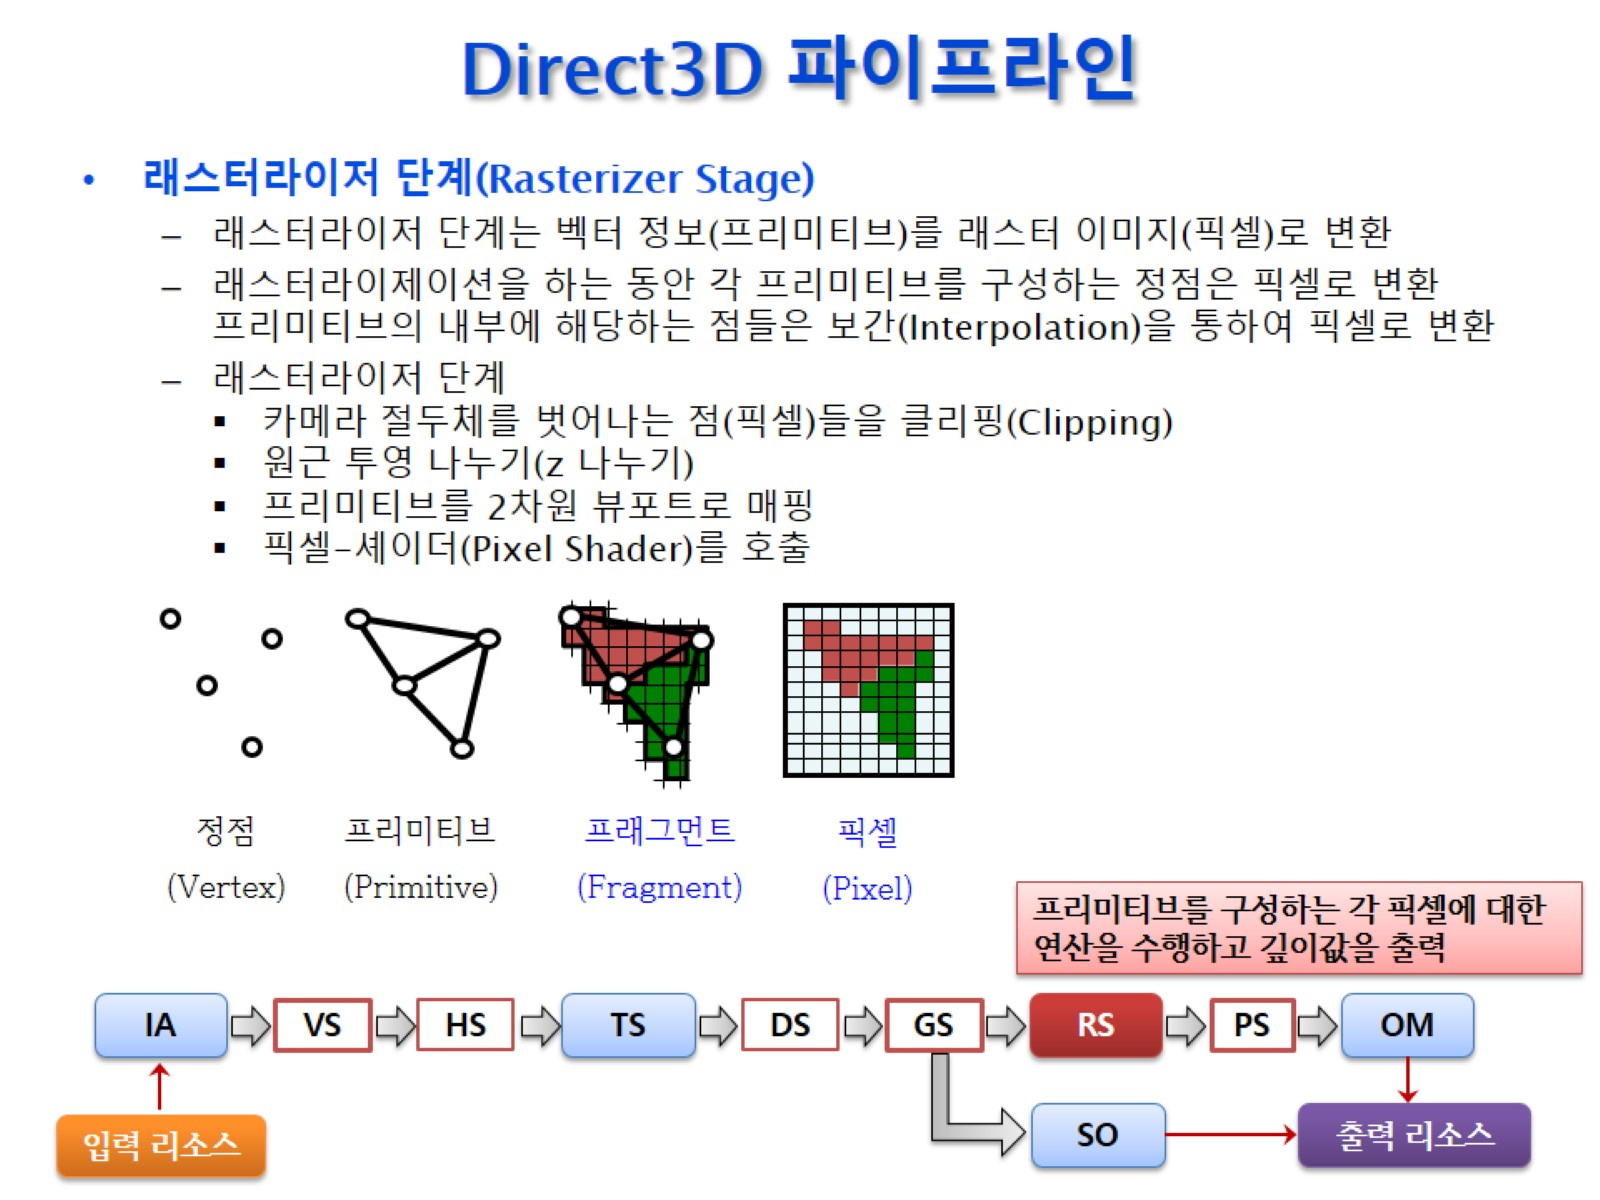 Direct3D 파이프라인
• 래스터라이저 단계(Rasterizer Stage)
– 래스터라이저 단계는 벡터 정보(프리미티브)를 래스터 이미지(픽셀)로 변환
– 래스터라이제이션을 하는 동안 각 프리미티브를 구성하는 정점은 픽셀로 변환
프리미티브의 내부에 해당하는 점들은 보간(Interpolation)을 통하여 픽셀로 변환
– 래스터라이저 단계
▪ 카메라 절두체를 벗어나는 점(픽셀)들을 클리핑(Clipping)
▪ 원근 투영 나누기(z 나누기)
▪ 프리미티브를 2차원 뷰포트로 매핑
▪ 픽셀-셰이더(Pixel Shader)를 호출
정점 프리미티브 프래그먼트 픽셀
(Vertex) (Primitive) (Fragment) (Pixel)
프리미티브를 구성하는 각 픽셀에 대한
연산을 수행하고 깊이값을 출력
IA VS HS TS DS GS RS PS OM
입력 리소스 SO 출력 리소스